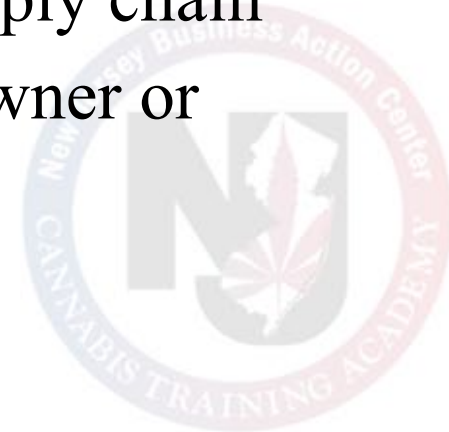 ply chain
wner or
New Jersey Business Action Center
NJ
CANNABIS TRAINING ACADEMY